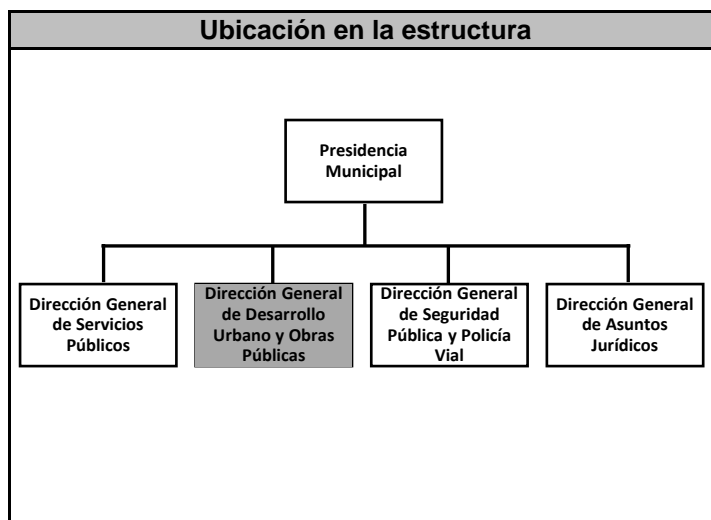 Ubicación en la estructura
Presidencia
Municipal
Dirección General
de Servicios
Públicos
Dirección General
de Desarrollo
Urbano y Obras
Públicas
Dirección General
de Seguridad
Pública y Policía
Vial
Dirección General
de Asuntos
Jurídicos